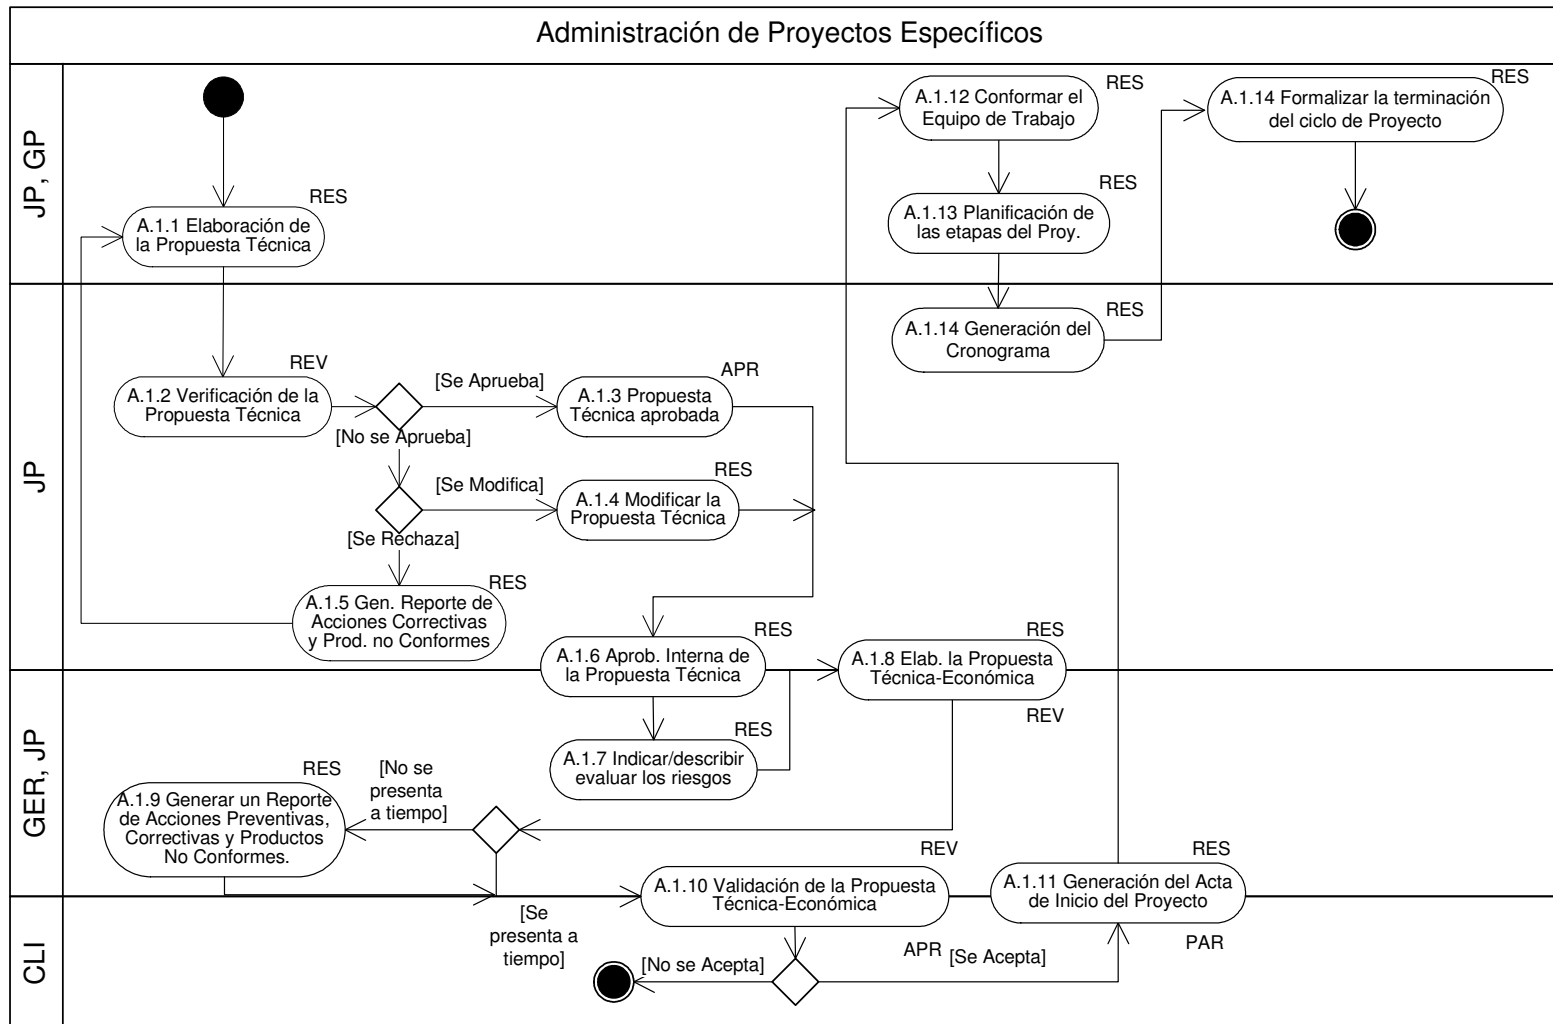 Administración de Proyectos Específicos
JP, GP
RES
A.1.1 Elaboración de
la Propuesta Técnica
RES
A.1.12 Conformar el
Equipo de Trabajo
RES
A.1.13 Planificación de
las etapas del Proy.
RES
A.1.14 Formalizar la terminación
del ciclo de Proyecto
JP
RES
A.1.14 Generación del
Cronograma
REV
A.1.2 Verificación de la
Propuesta Técnica
[Se Aprueba]
APR
A.1.3 Propuesta
Técnica aprobada
[No se Aprueba]
[Se Modifica]
RES
A.1.4 Modificar la
Propuesta Técnica
[Se Rechaza]
RES
A.1.5 Gen. Reporte de
Acciones Correctivas
y Prod. no Conformes
RES
A.1.6 Aprob. Interna de
la Propuesta Técnica
RES
A.1.8 Elab. la Propuesta
Técnica-Económica
REV
GER, JP
RES
A.1.7 Indicar/describir
evaluar los riesgos
RES
[No se
presenta
a tiempo]
A.1.9 Generar un Reporte
de Acciones Preventivas,
Correctivas y Productos
No Conformes.
REV
A.1.10 Validación de la Propuesta
Técnica-Económica
RES
A.1.11 Generación del Acta
de Inicio del Proyecto
PAR
CLI
[Se
presenta a
tiempo]
[No se Acepta]
APR
[Se Acepta]